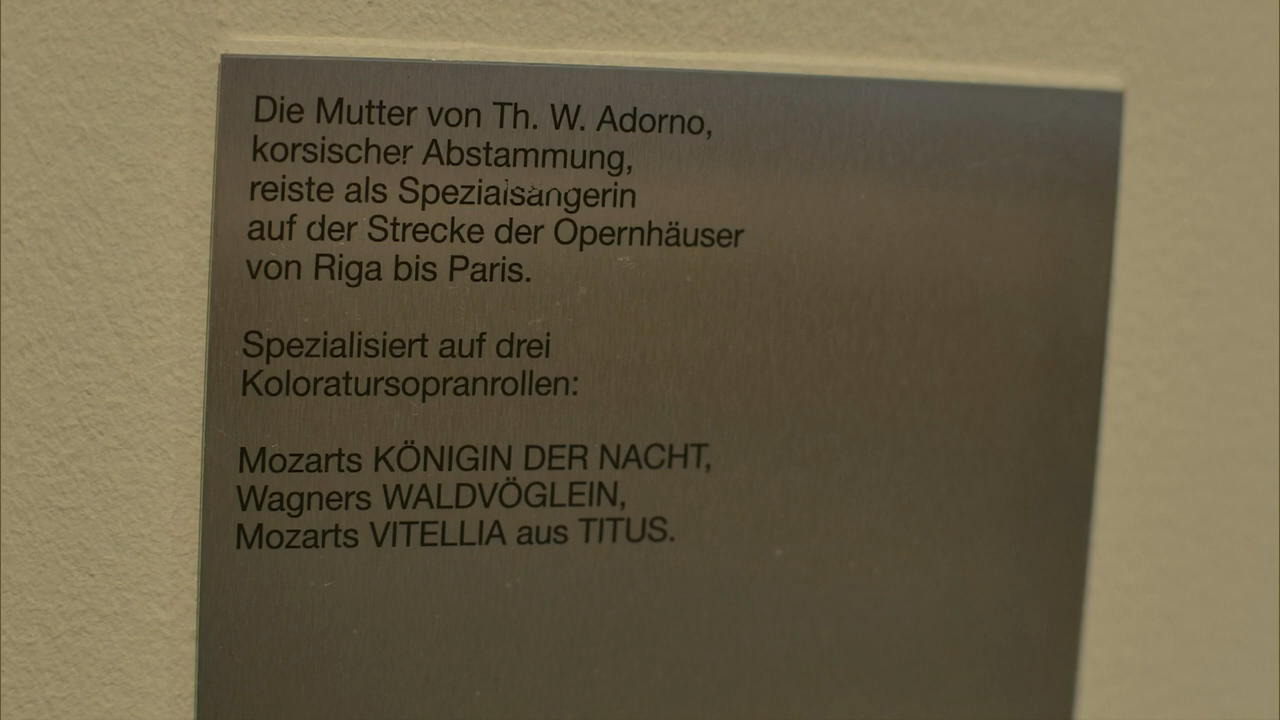 Die Mutter von Th. W. Adorno,
korsischer Abstammung,
reiste als Spezialsängerin
auf der Strecke der Opernhäuser
von Riga bis Paris.
Spezialisiert auf drei
Koloratursopranrollen:
Mozarts KÖNIGIN DER NACHT,
Wagners WALDVÖGLEIN,
Mozarts VITELLIA aus TITUS.